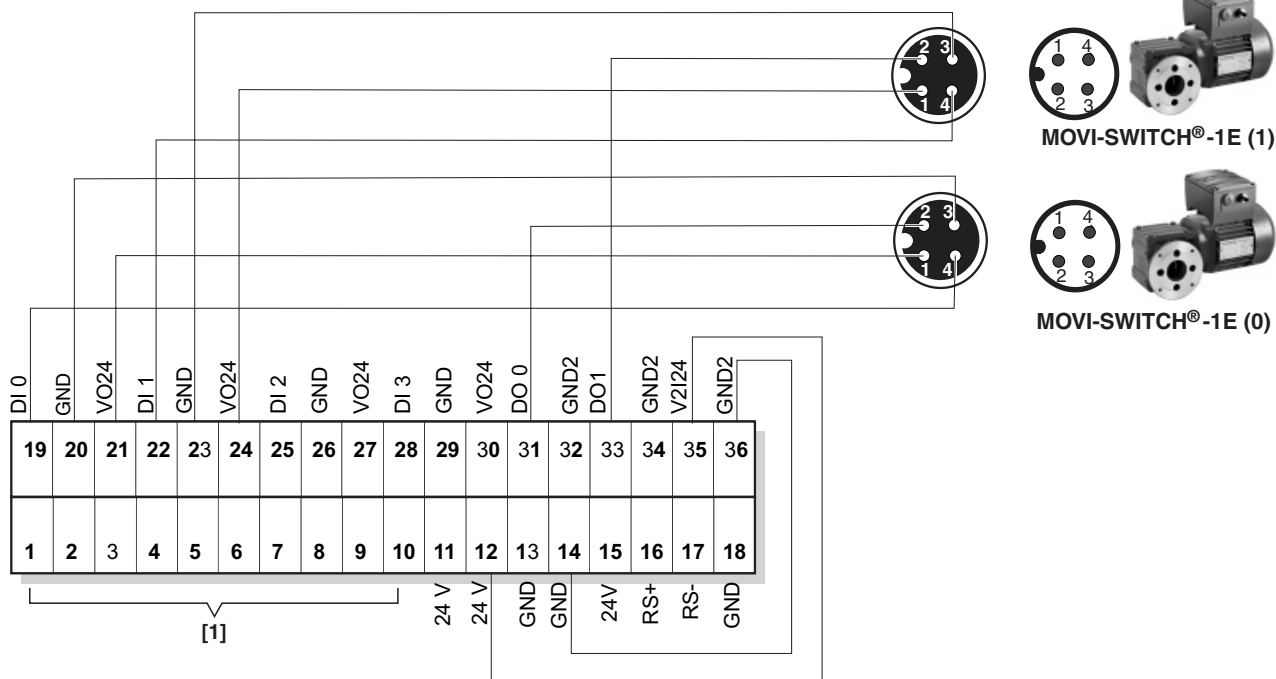 2 3
1 4
1 4
2 3
MOVI-SWITCH®-1E (1)
2 3
1 4
1 4
2 3
MOVI-SWITCH®-1E (0)
DI 0
GND
VO24
DI 1
GND
VO24
DI 2
GND
VO24
DI 3
GND
VO24
DO 0
GND2
DO1
GND2
V2I24
GND2
19 20 21 22 23 24 25 26 27 28 29 30 31 32 33 34 35 36
1 2 3 4 5 6 7 8 9 10 11 12 13 14 15 16 17 18
24 V
24 V
GND
GND
24V
RS+
RS-
GND
[1]